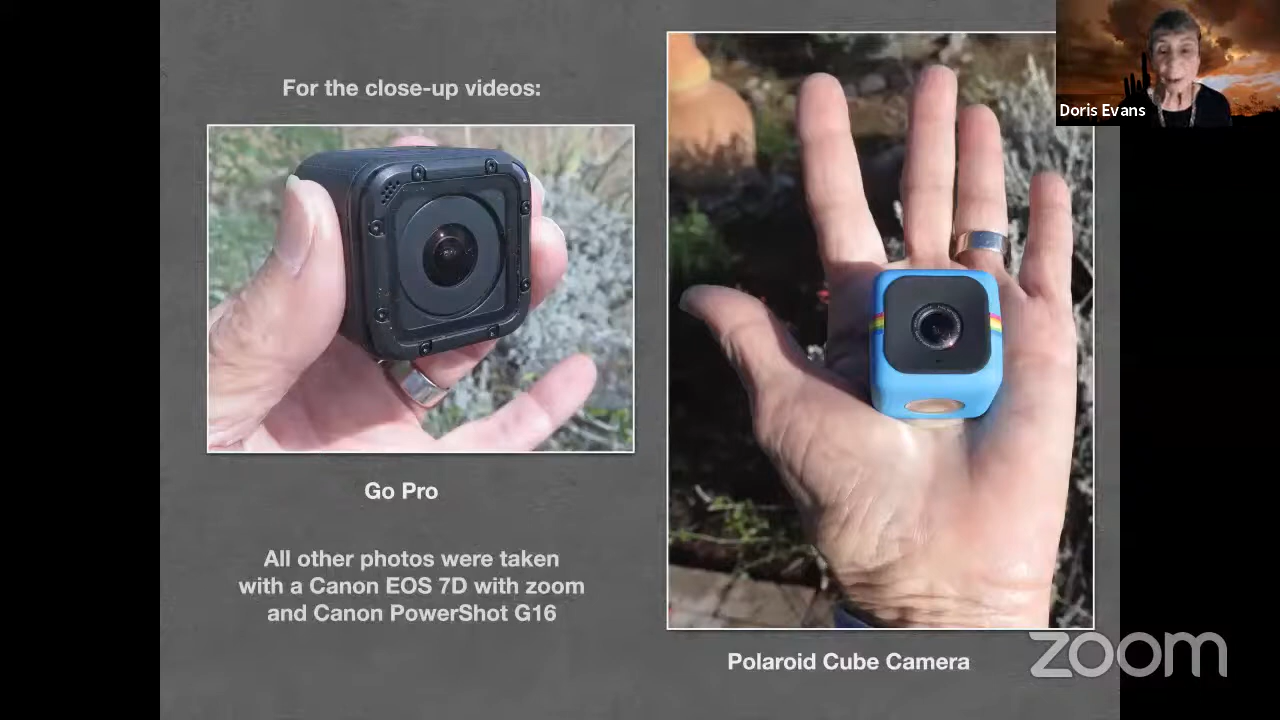 For the close-up videos:
Doris Evans
Go Pro
All other photos were taken
with a Canon EOS 7D with zoom
and Canon PowerShot G16
Polaroid Cube Camera
zoom